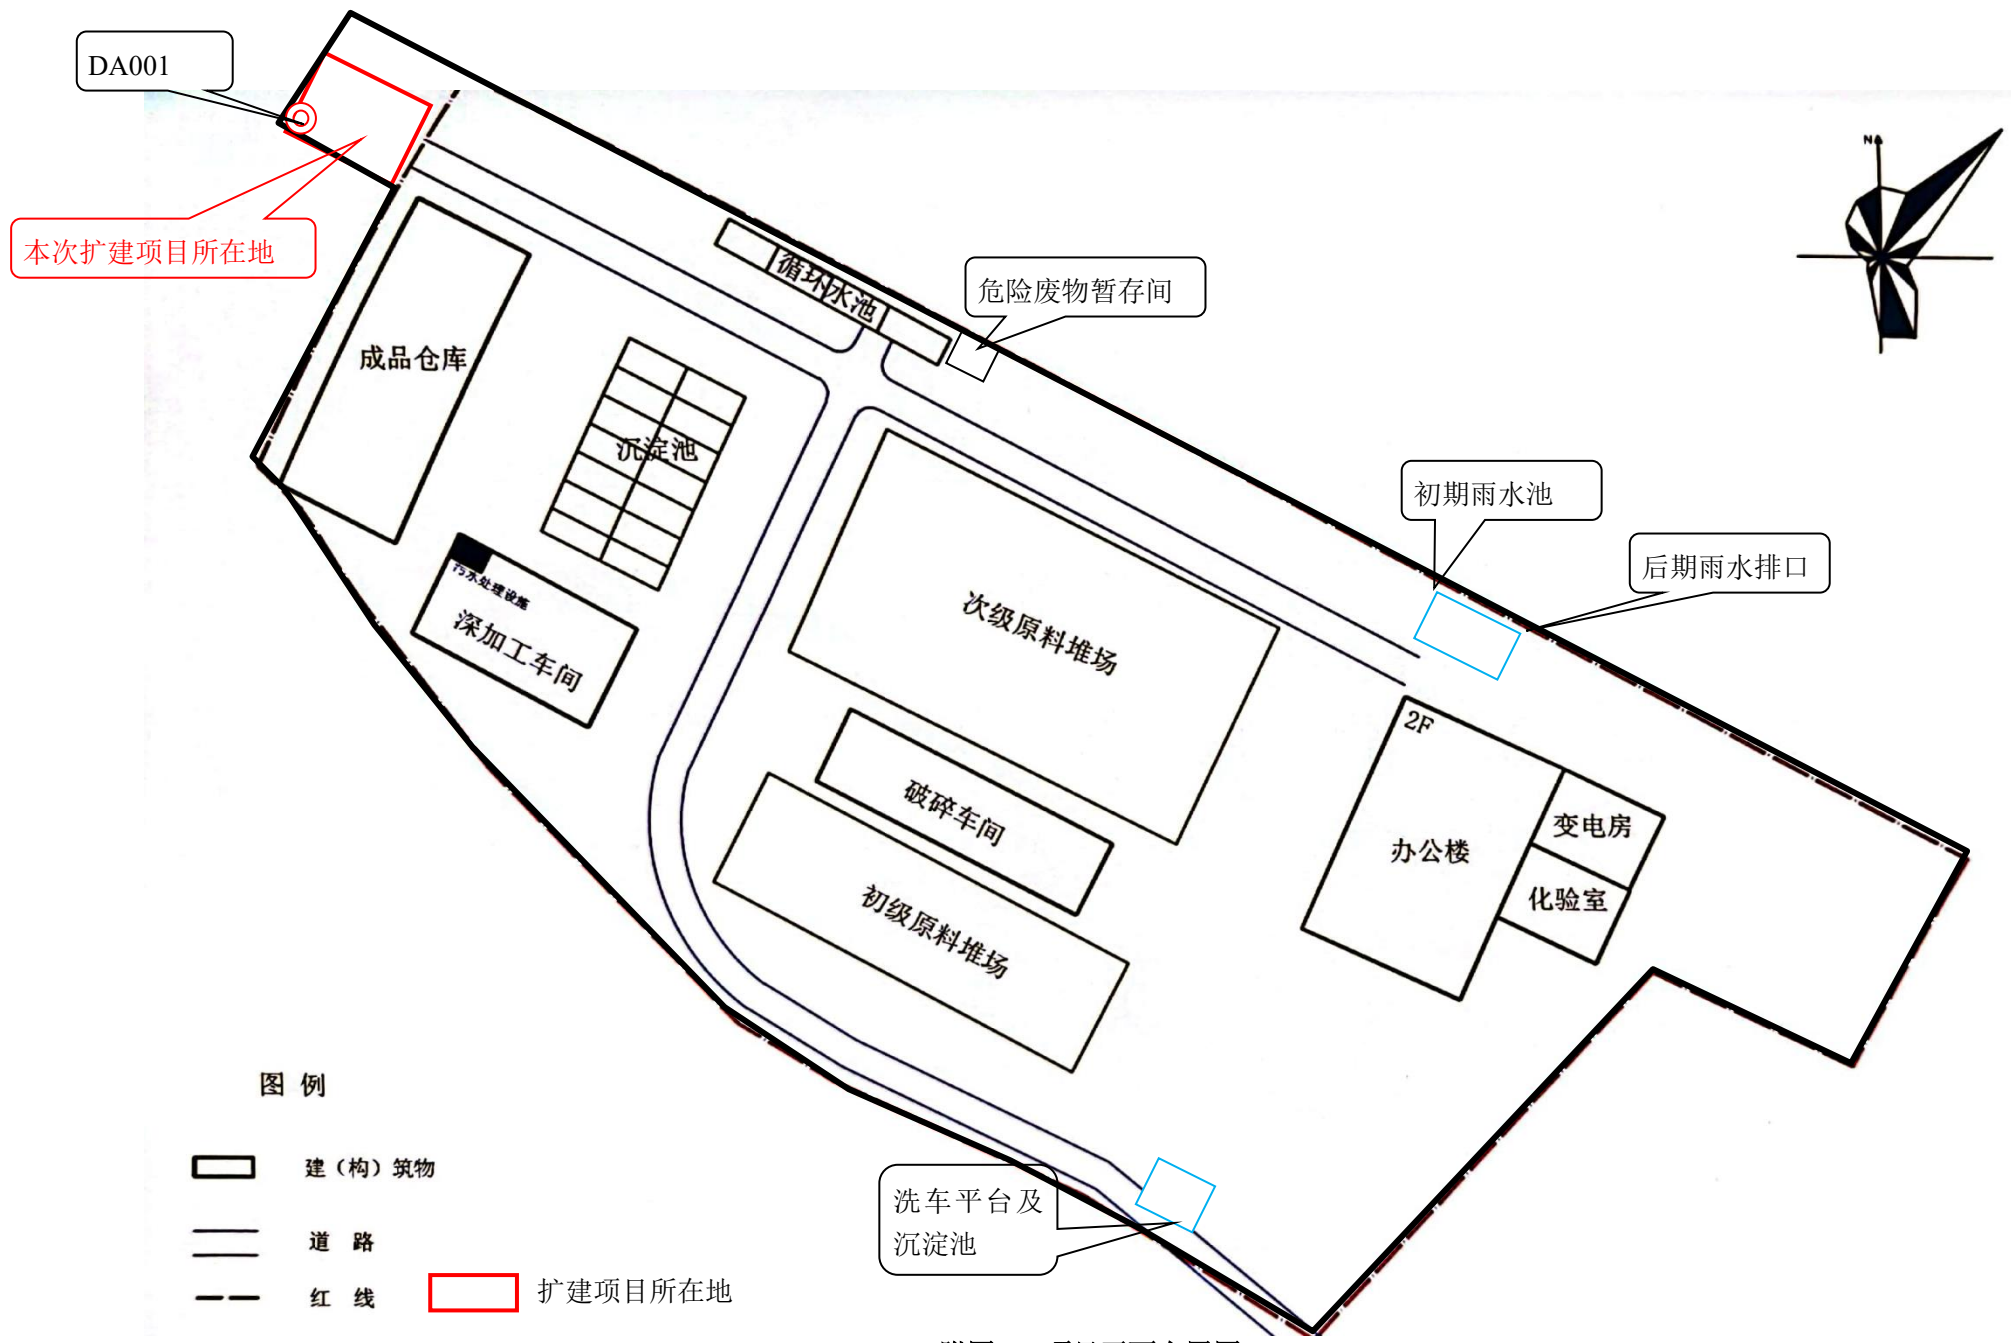 DA001
N
本次扩建项目所在地
循环水池
危险废物暂存间
成品仓库
沉淀池
初期雨水池
后期雨水排口
污水处理设施
深加工车间
次级原料堆场
2F
破碎车间
变电房
办公楼
化验室
初级原料堆场
图 例
建（构）筑物
洗车平台及
沉淀池
道 路
红 线
扩建项目所在地